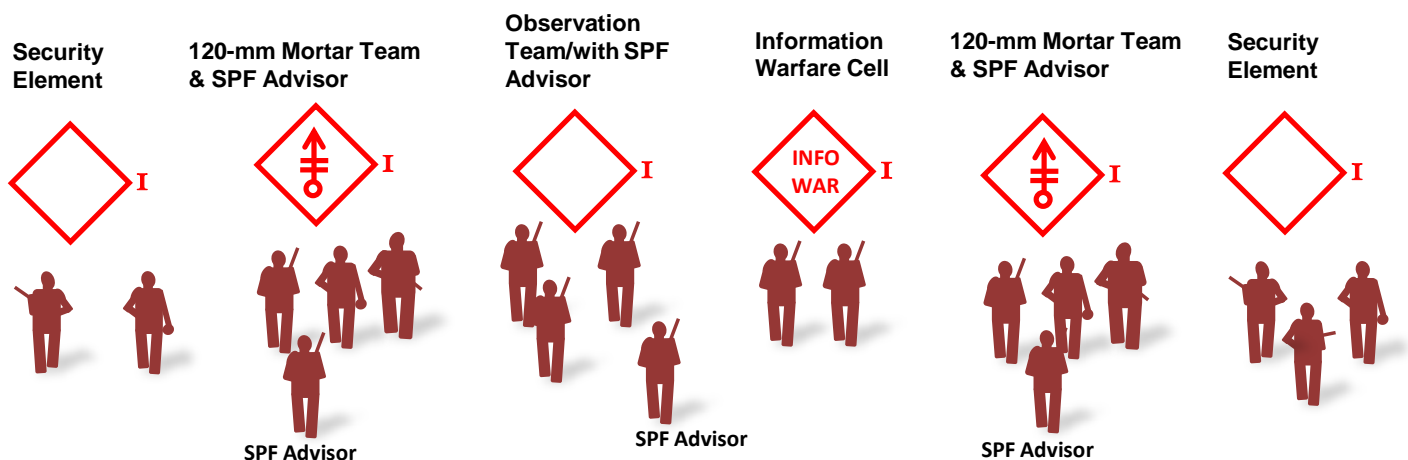 Security
Element
120-mm Mortar Team
& SPF Advisor
Observation
Team/with SPF
Advisor
Information
Warfare Cell
120-mm Mortar Team
& SPF Advisor
Security
Element
I
I
I
INFO
WAR
I
I
I
SPF Advisor
SPF Advisor
SPF Advisor